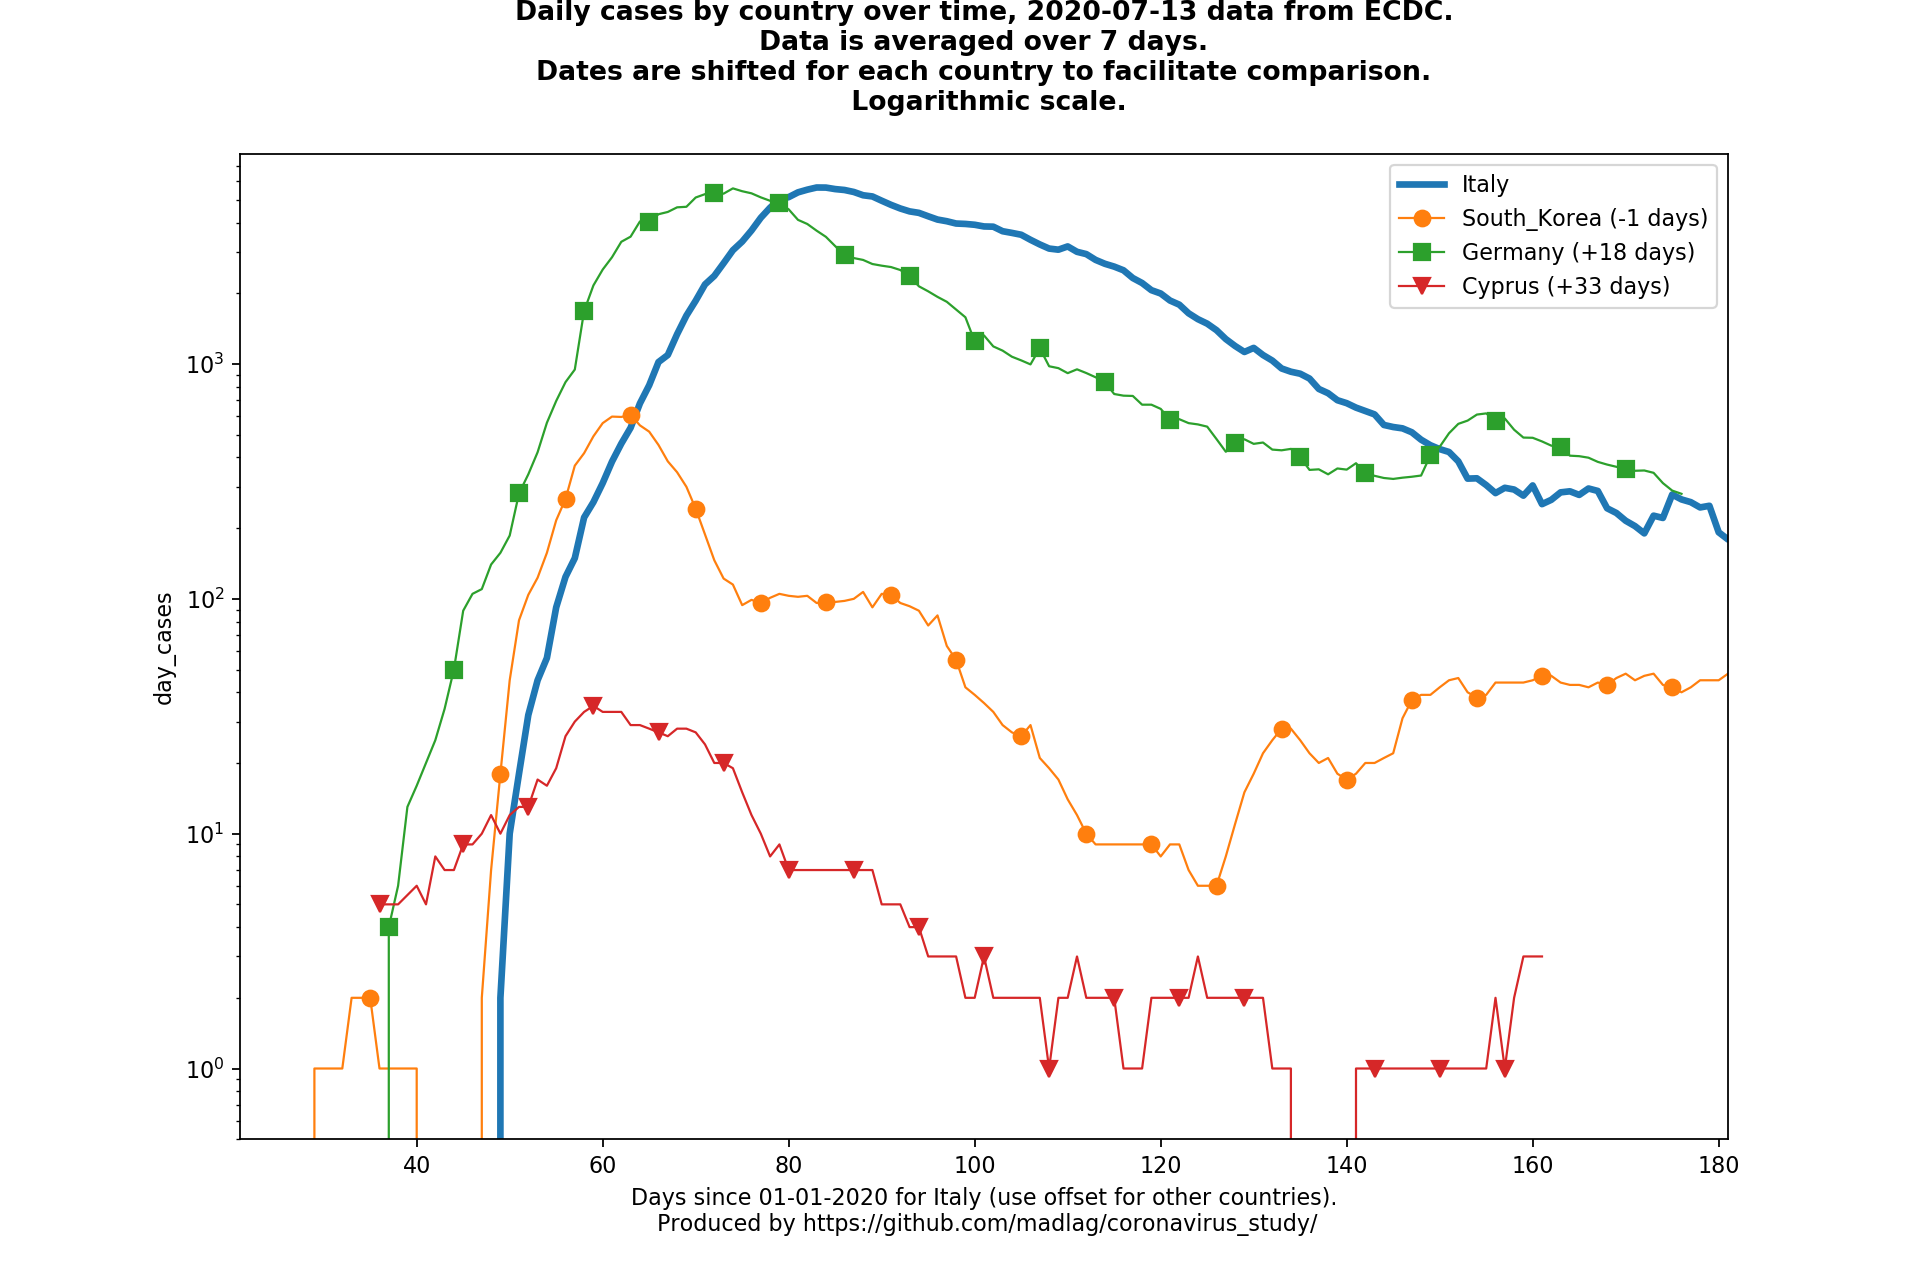 Daily cases by country over time, 2020-07-13 data from ECDC.
Data is averaged over 7 days.
Dates are shifted for each country to facilitate comparison.
Logarithmic scale.
Italy
South_Korea (-1 days)
Germany (+18 days)
Cyprus (+33 days)
10³
10²
10¹
10⁰
day_cases
40 60 80 100 120 140 160 180
Days since 01-01-2020 for Italy (use offset for other countries).
Produced by https://github.com/madlag/coronavirus_study/